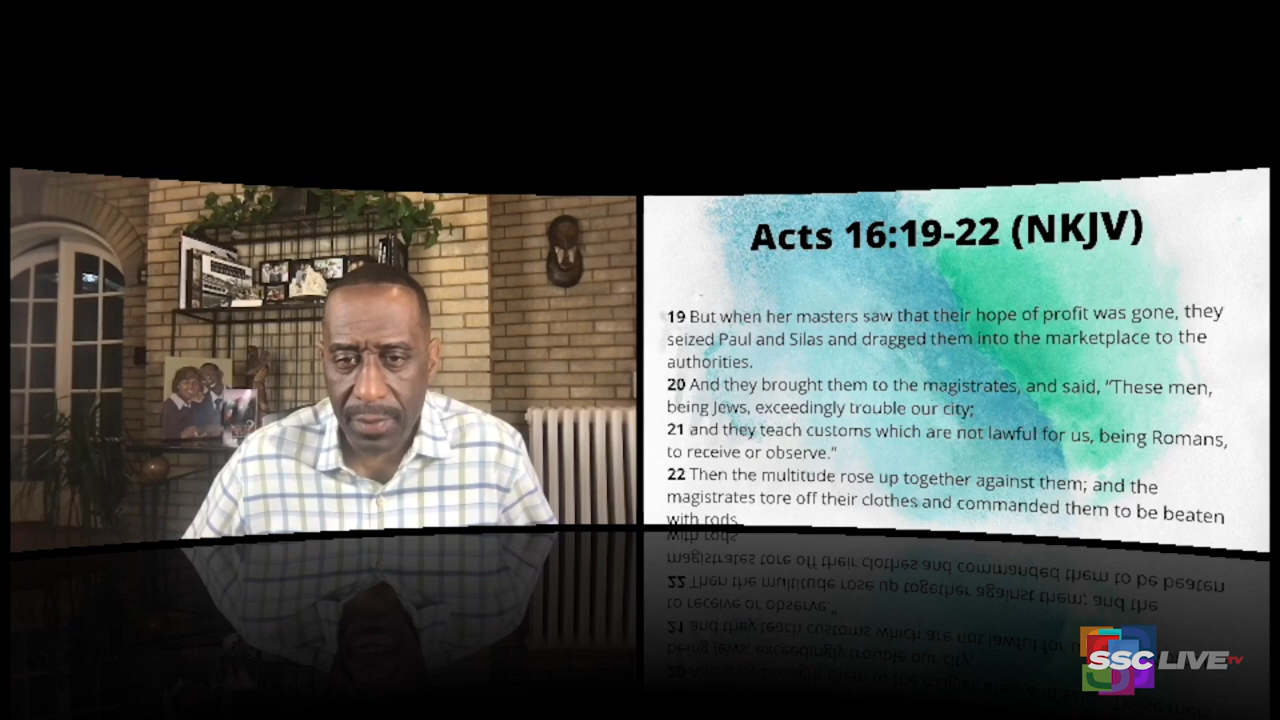 Acts 16:19-22 (NKJV)
19 But when her masters saw that their hope of profit was gone, they
seized Paul and Silas and dragged them into the marketplace to the
authorities.
20 And they brought them to the magistrates, and said, "These men,
being Jews, exceedingly trouble our city;
21 and they teach customs which are not lawful for us, being Romans,
to receive or observe."
22 Then the multitude rose up together against them; and the
magistrates tore off their clothes and commanded them to be beaten
with rods.
SSC LIVE TV